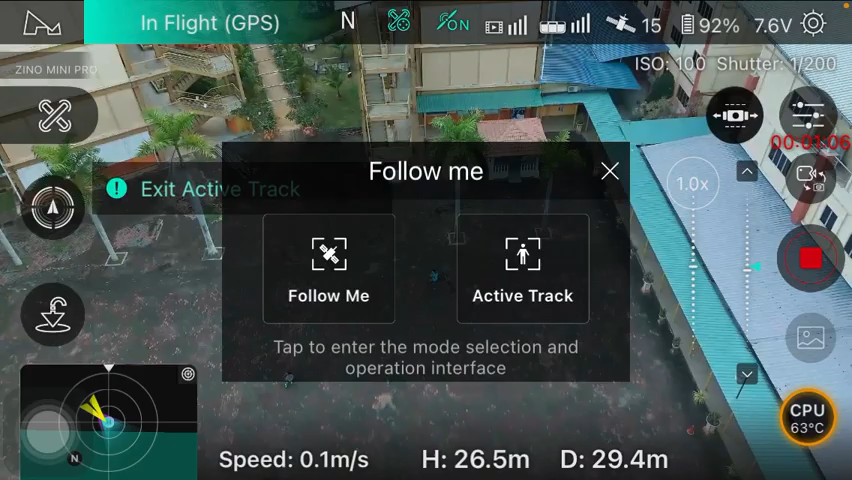 In Flight (GPS)
N
ON
15
92%
7.6V
ZINO MINI PRO
ISO: 100 Shutter: 1/200
00:01:06
Exit Active Track
Follow me
1.0x
Follow Me
Active Track
Tap to enter the mode selection and
operation interface
CPU
63°C
N
Speed: 0.1m/s
H: 26.5m
D: 29.4m